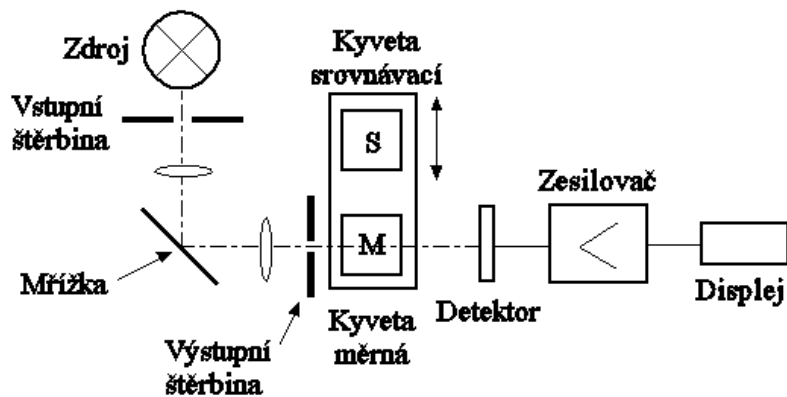 Zdroj
Vstupní
štěrbina
Mřížka
Výstupní
štěrbina
Kyveta
srovnávací
S
M
Kyveta
měrná
Detektor
Zesilovač
Displej